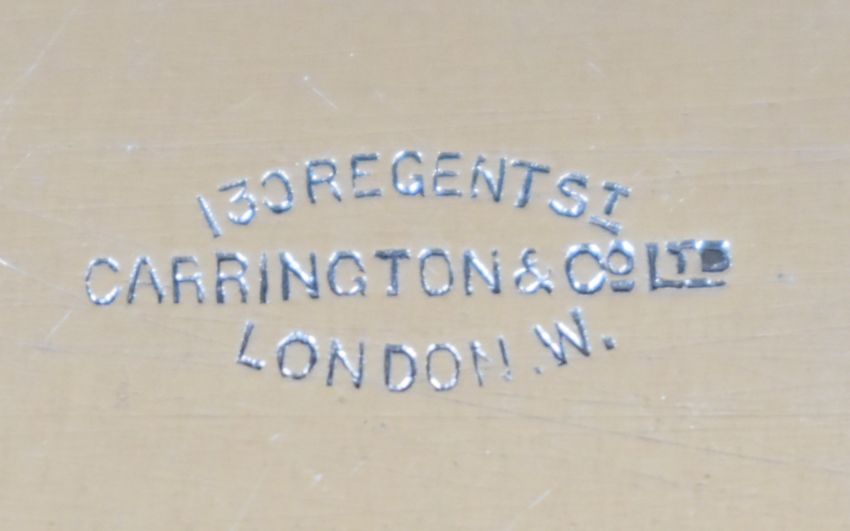 130 REGENT ST
CARRINGTON & Co LTD
LONDON. W.